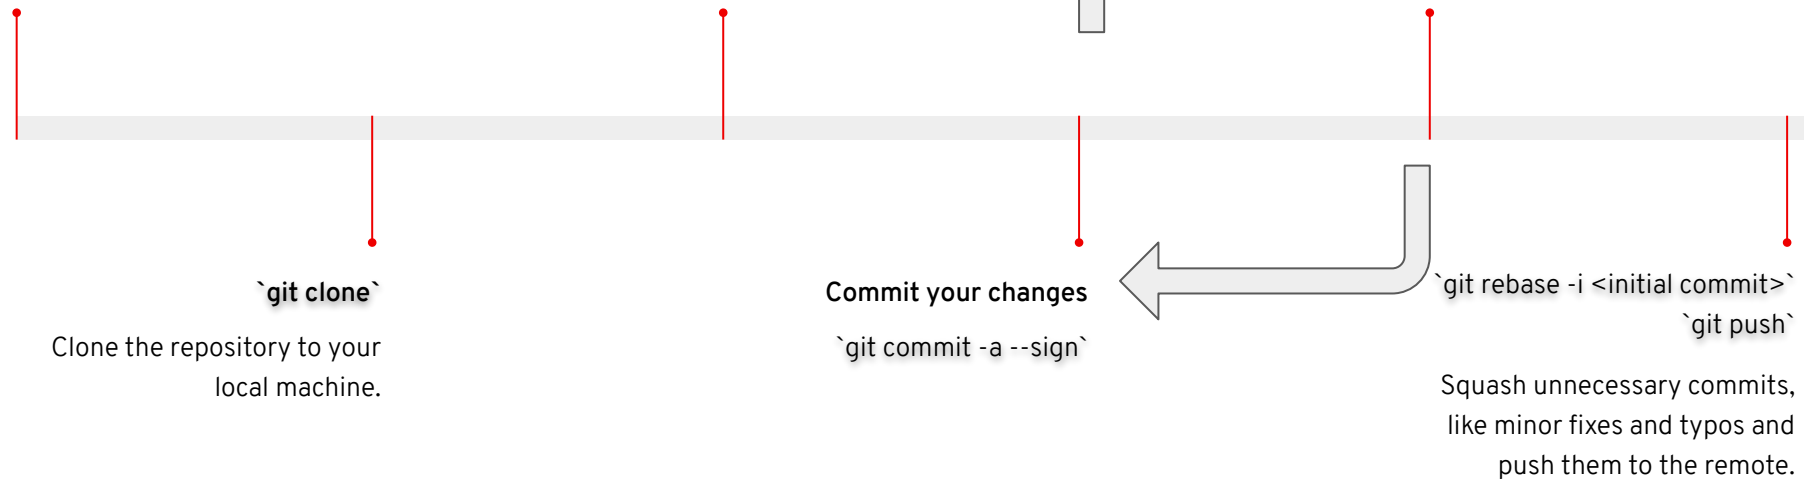 `git clone`
Clone the repository to your
local machine.
Commit your changes
`git commit -a --sign`
`git rebase -i <initial commit>`
`git push`
Squash unnecessary commits,
like minor fixes and typos and
push them to the remote.